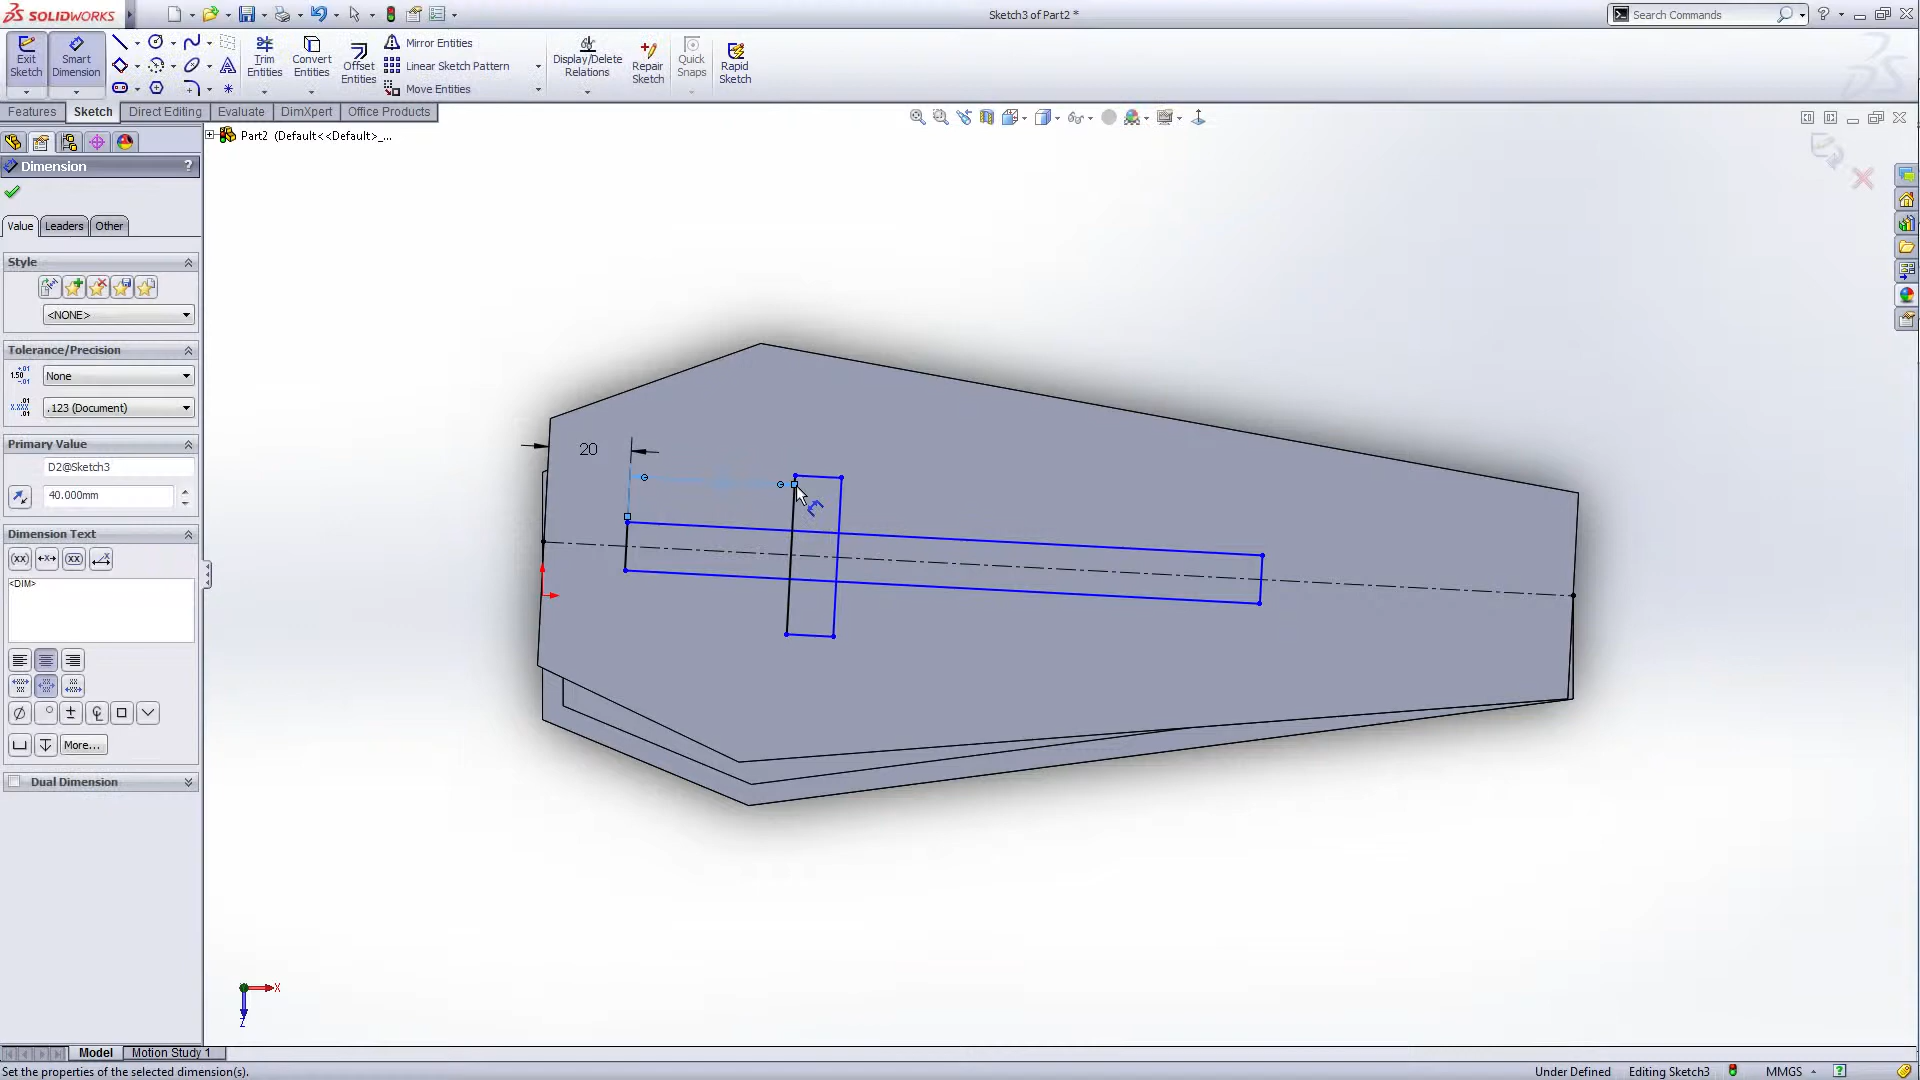 SOLIDWORKS
Sketch3 of Part2 *
Search Commands
Exit Sketch
Smart Dimension
Trim Entities
Convert Entities
Offset Entities
Mirror Entities
Linear Sketch Pattern
Move Entities
Display/Delete Relations
Repair Sketch
Quick Snaps
Rapid Sketch
Features
Sketch
Direct Editing
Evaluate
DimXpert
Office Products
Part2 (Default<<Default>_...
Dimension
?
Value
Leaders
Other
Style
<NONE>
Tolerance/Precision
None
.123 (Document)
Primary Value
D2@Sketch3
40.000mm
Dimension Text
<DIM>
More...
Dual Dimension
20
X
Z
Model
Motion Study 1
Set the properties of the selected dimension(s).
Under Defined
Editing Sketch3
MMGS